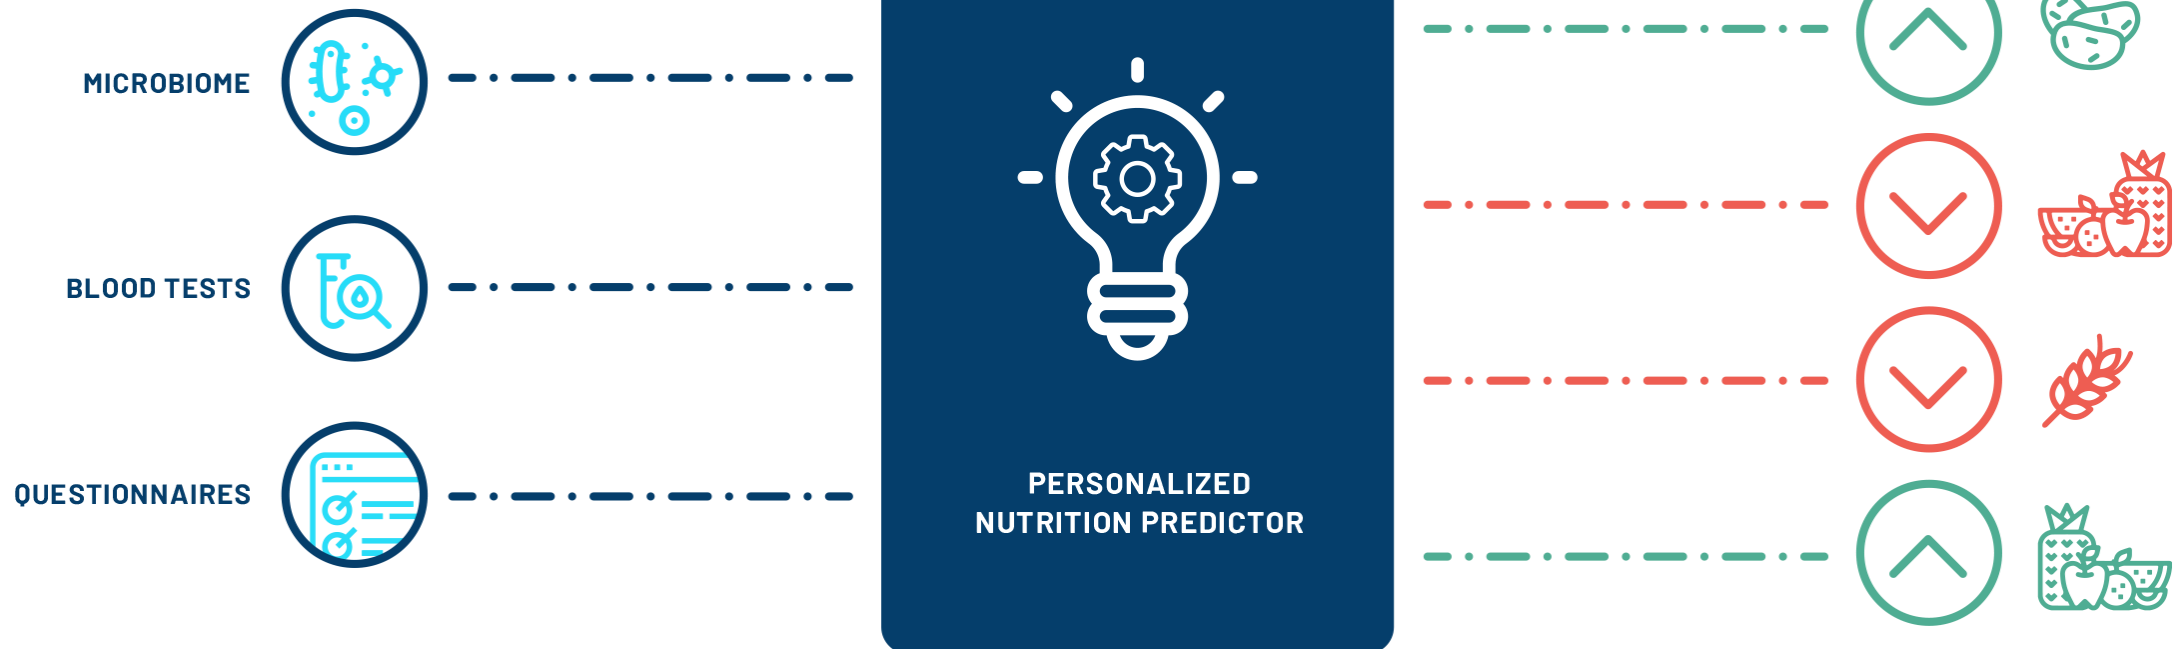 MICROBIOME
BLOOD TESTS
QUESTIONNAIRES
PERSONALIZED
NUTRITION PREDICTOR